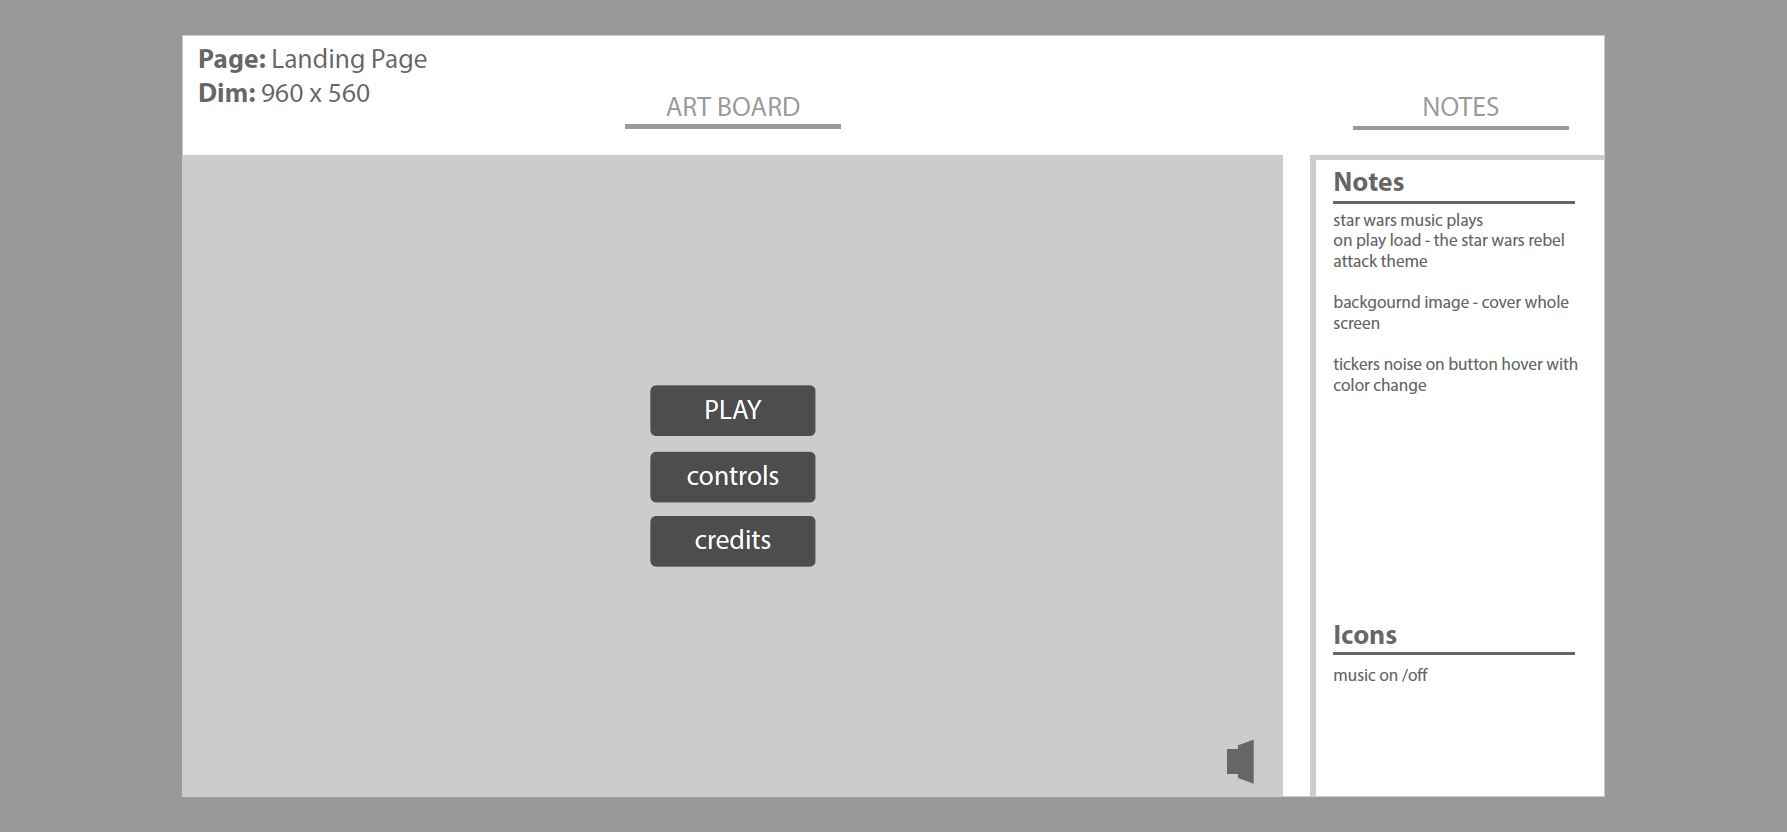 Page: Landing Page
Dim: 960 x 560
ART BOARD
NOTES
PLAY
controls
credits
Notes
star wars music plays
on play load - the star wars rebel
attack theme
backgournd image - cover whole
screen
tickers noise on button hover with
color change
Icons
music on /off